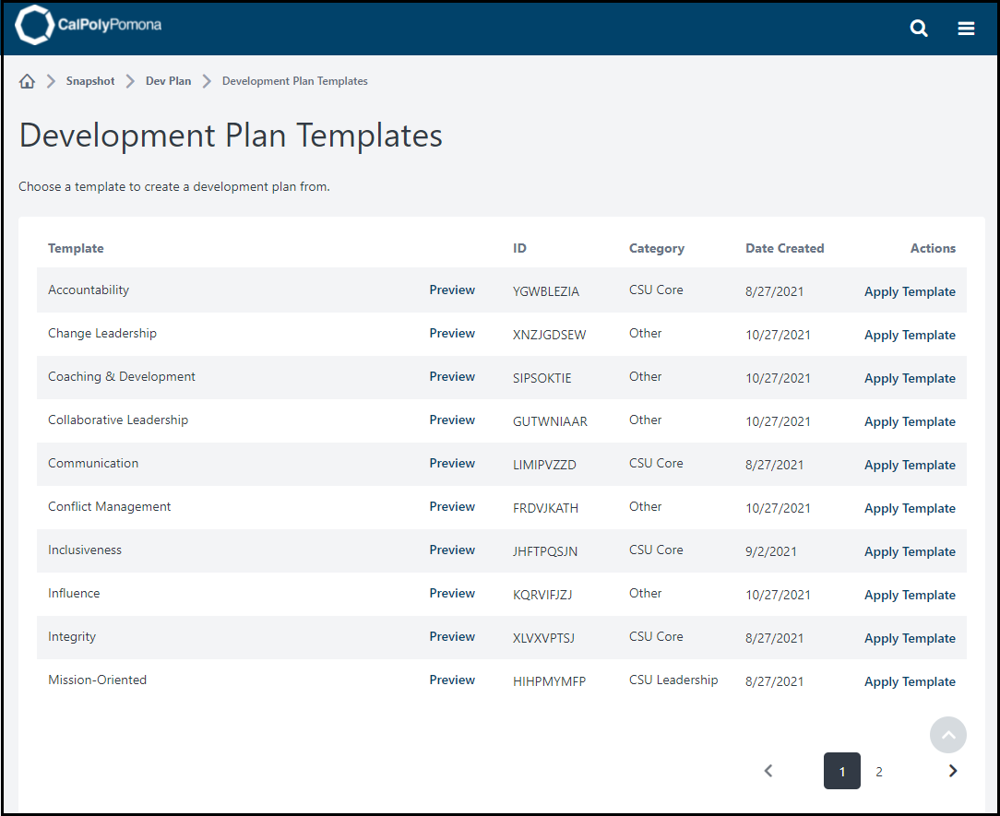 CalPolyPomona
Snapshot Dev Plan Development Plan Templates
Development Plan Templates
Choose a template to create a development plan from.
Template ID Category Date Created Actions
Accountability Preview YGWBLEZIA CSU Core 8/27/2021 Apply Template
Change Leadership Preview XNZJGDSEW Other 10/27/2021 Apply Template
Coaching & Development Preview SIPSOKTIE Other 10/27/2021 Apply Template
Collaborative Leadership Preview GUTWNIAAR Other 10/27/2021 Apply Template
Communication Preview LIMIPVZZD CSU Core 8/27/2021 Apply Template
Conflict Management Preview FRDVJKATH Other 10/27/2021 Apply Template
Inclusiveness Preview JHFTPQSJN CSU Core 9/2/2021 Apply Template
Influence Preview KQRVIFJZJ Other 10/27/2021 Apply Template
Integrity Preview XLVXVPTSJ CSU Core 8/27/2021 Apply Template
Mission-Oriented Preview HIHPMYMFP CSU Leadership 8/27/2021 Apply Template
1 2